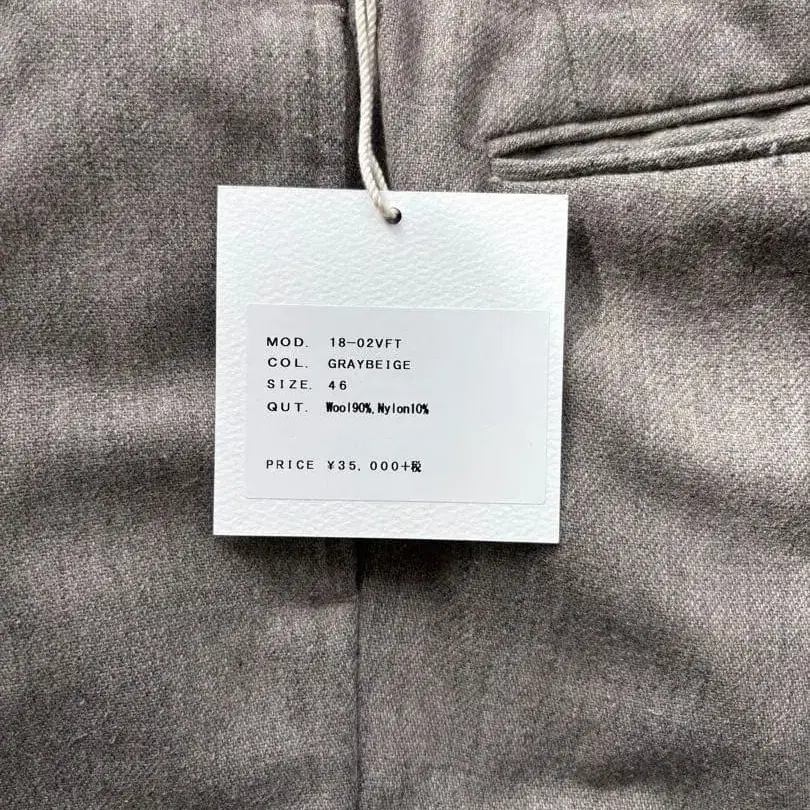 MOD. 18-02VFT
COL. GRAYBEIGE
SIZE. 46
QUT. Wool90%,Nylon10%
PRICE ¥35,000+税